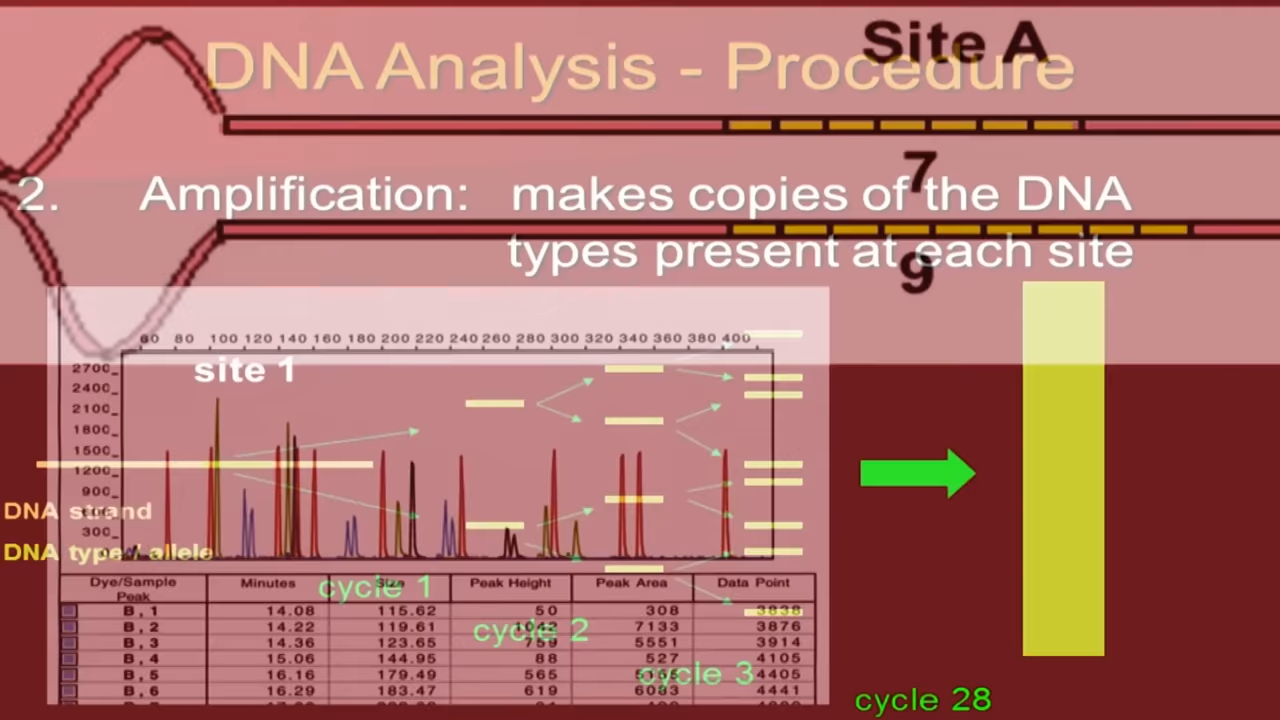 Site A
DNA Analysis - Procedure
7
2. Amplification: makes copies of the DNA
types present at each site
9
60 80 100 120 140 160 180 200 220 240 260 280 300 320 340 360 380 400
site 1
2700
2400
2100
1800
1500
1200
900
DNA strand
300
DNA type / allele
Dye/Sample Peak Minutes Size Peak Height Peak Area Data Point
cycle 1
B, 1 14.08 115.62 50 308 3838
B, 2 14.22 119.61 7133 3876
cycle 2
B, 3 14.36 123.65 759 5551 3914
B, 4 15.06 144.95 88 527 4105
B, 5 16.16 179.49 565 4405
cycle 3
B, 6 16.29 183.47 619 6083 4441
cycle 28